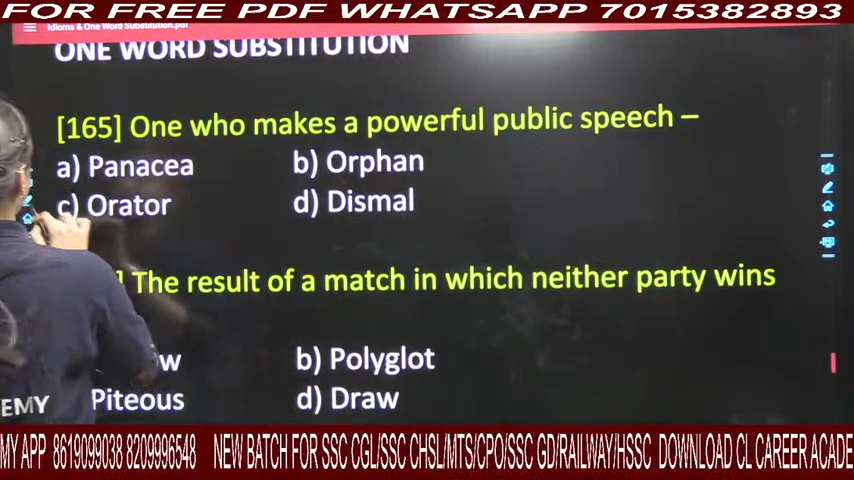 FOR FREE PDF WHATSAPP 7015382893
Idioms & One Word Substitution.pdf
ONE WORD SUBSTITUTION
[165] One who makes a powerful public speech –
a) Panacea b) Orphan
c) Orator d) Dismal
] The result of a match in which neither party wins
b) Polyglot
Piteous d) Draw
EMY
MY APP 8619099038 8209996548 NEW BATCH FOR SSC CGL/SSC CHSL/MTS/CPO/SSC GD/RAILWAY/HSSC DOWNLOAD CL CAREER ACADE